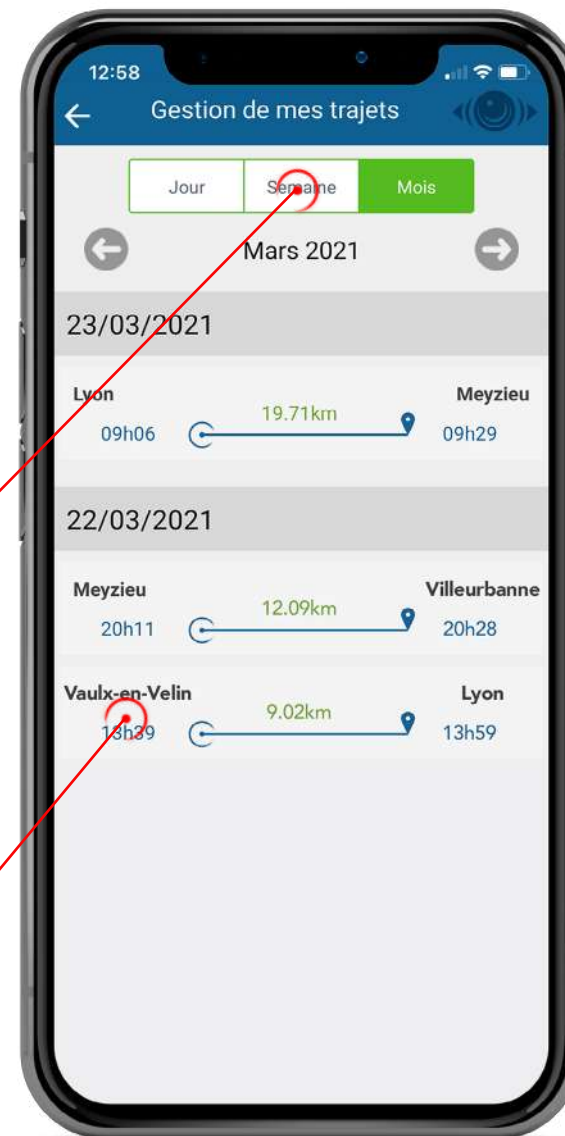 12:58
Gestion de mes trajets
Jour Semaine Mois
Mars 2021
23/03/2021
Lyon Meyzieu
09h06 19.71km 09h29
22/03/2021
Meyzieu Villeurbanne
20h11 12.09km 20h28
Vaulx-en-Velin Lyon
13h39 9.02km 13h59